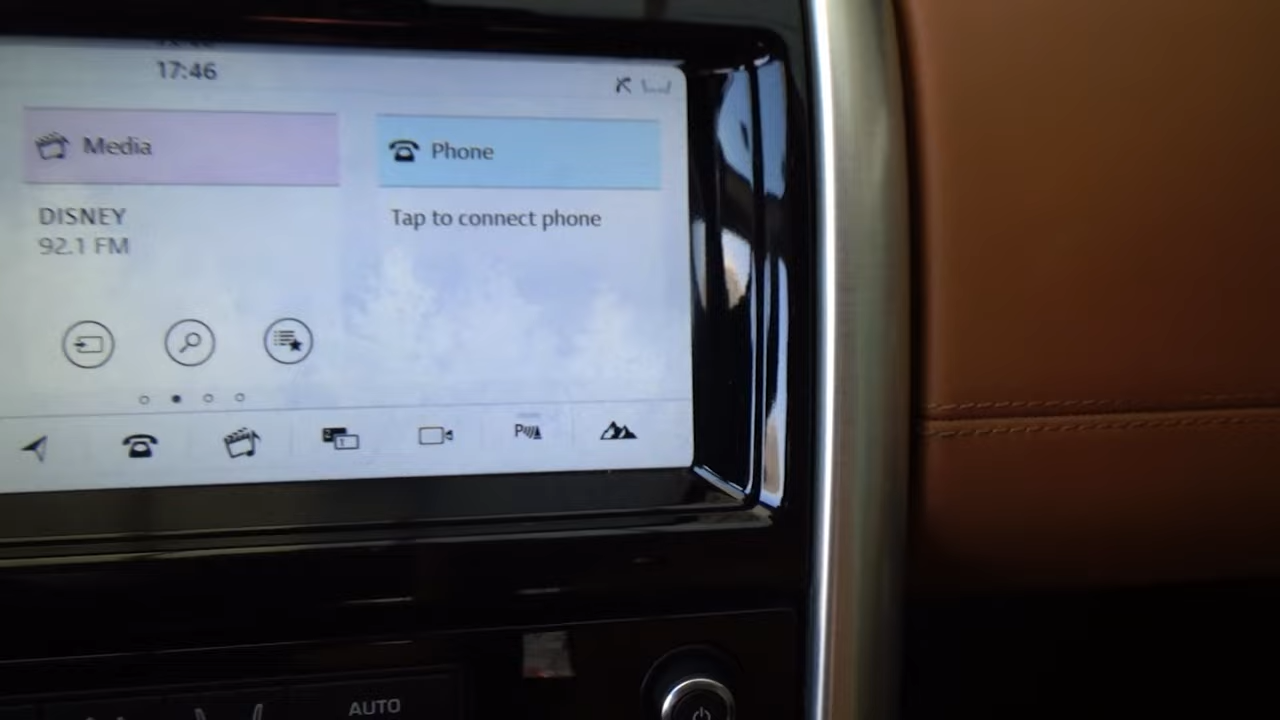 17:46
Media
Phone
DISNEY
92.1 FM
Tap to connect phone
P
AUTO